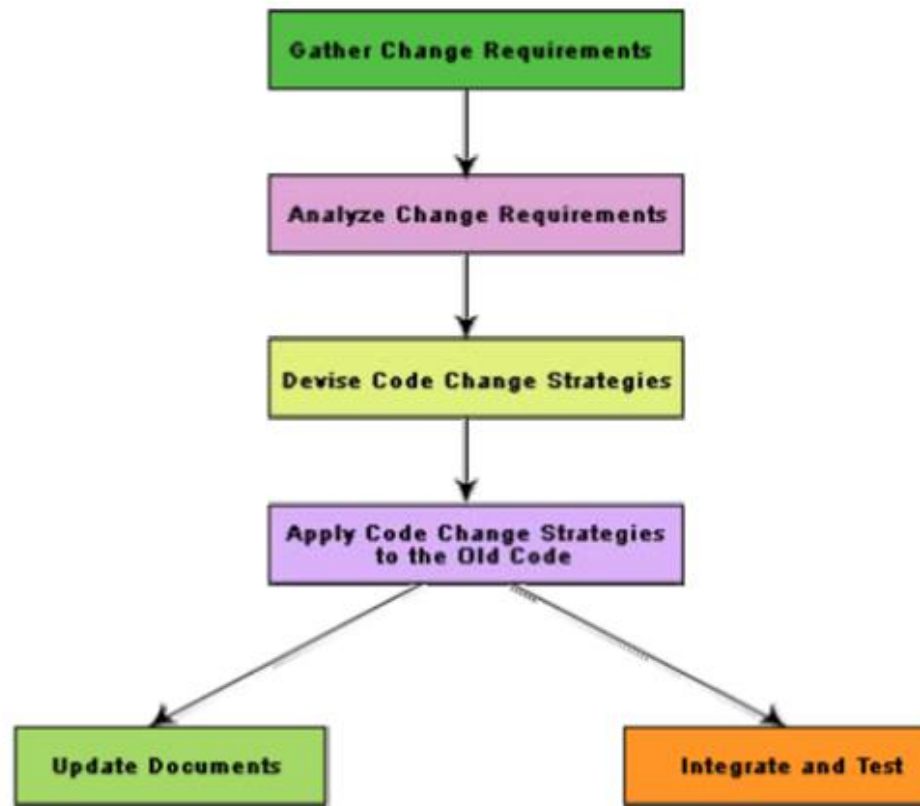 Gather Change Requirements
Analyze Change Requirements
Devise Code Change Strategies
Apply Code Change Strategies
to the Old Code
Update Documents
Integrate and Test